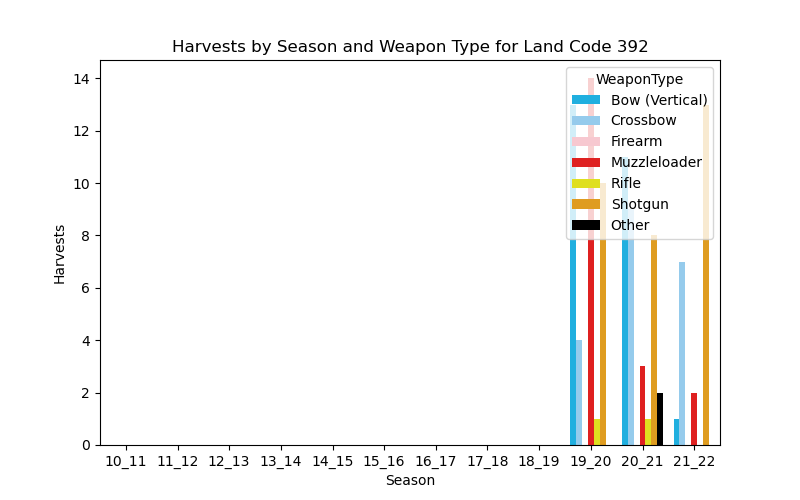 Harvests by Season and Weapon Type for Land Code 392
14
12
10
8
6
4
2
0
Harvests
WeaponType
Bow (Vertical)
Crossbow
Firearm
Muzzleloader
Rifle
Shotgun
Other
10_11 11_12 12_13 13_14 14_15 15_16 16_17 17_18 18_19 19_20 20_21 21_22
Season